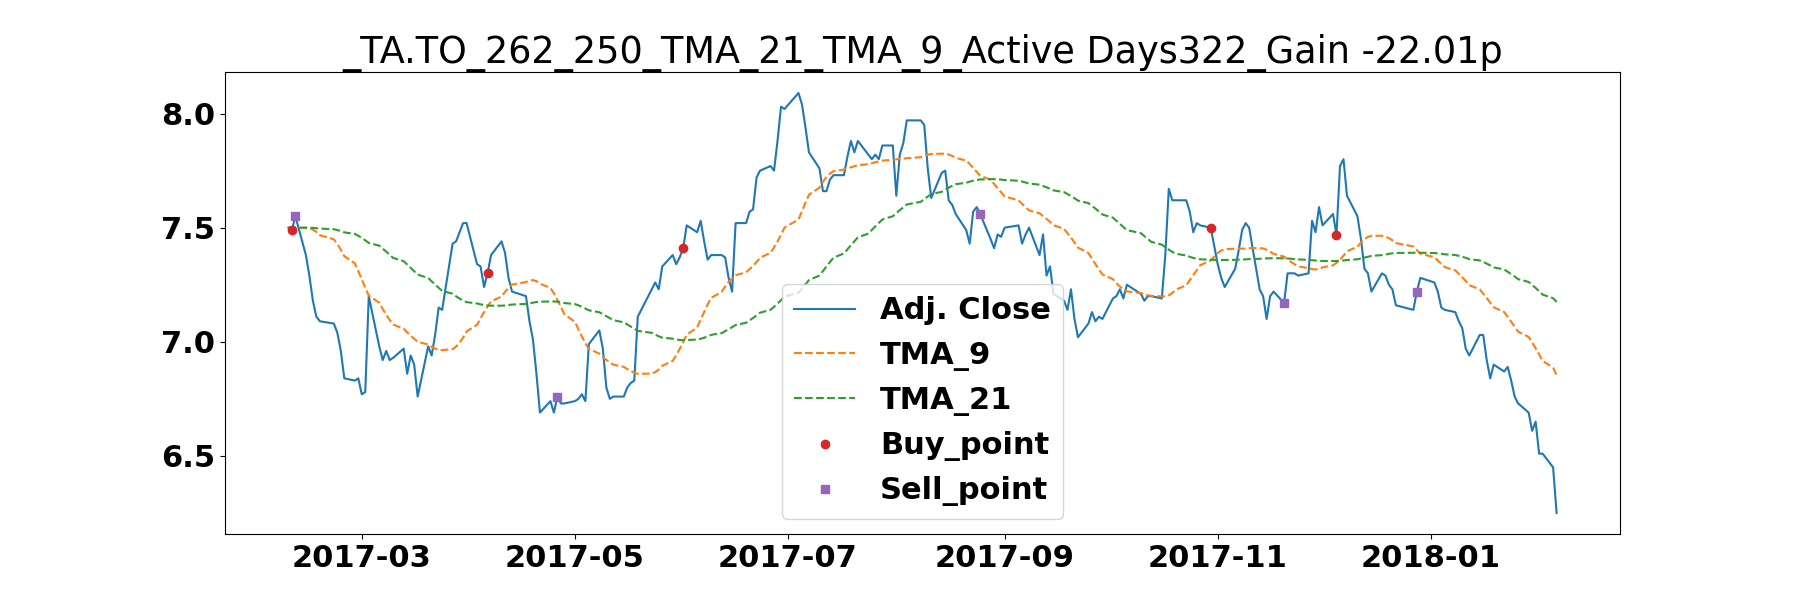 _TA.TO_262_250_TMA_21_TMA_9_Active Days322_Gain -22.01p
8.0
7.5
7.0
6.5
Adj. Close
TMA_9
TMA_21
Buy_point
Sell_point
2017-03 2017-05 2017-07 2017-09 2017-11 2018-01